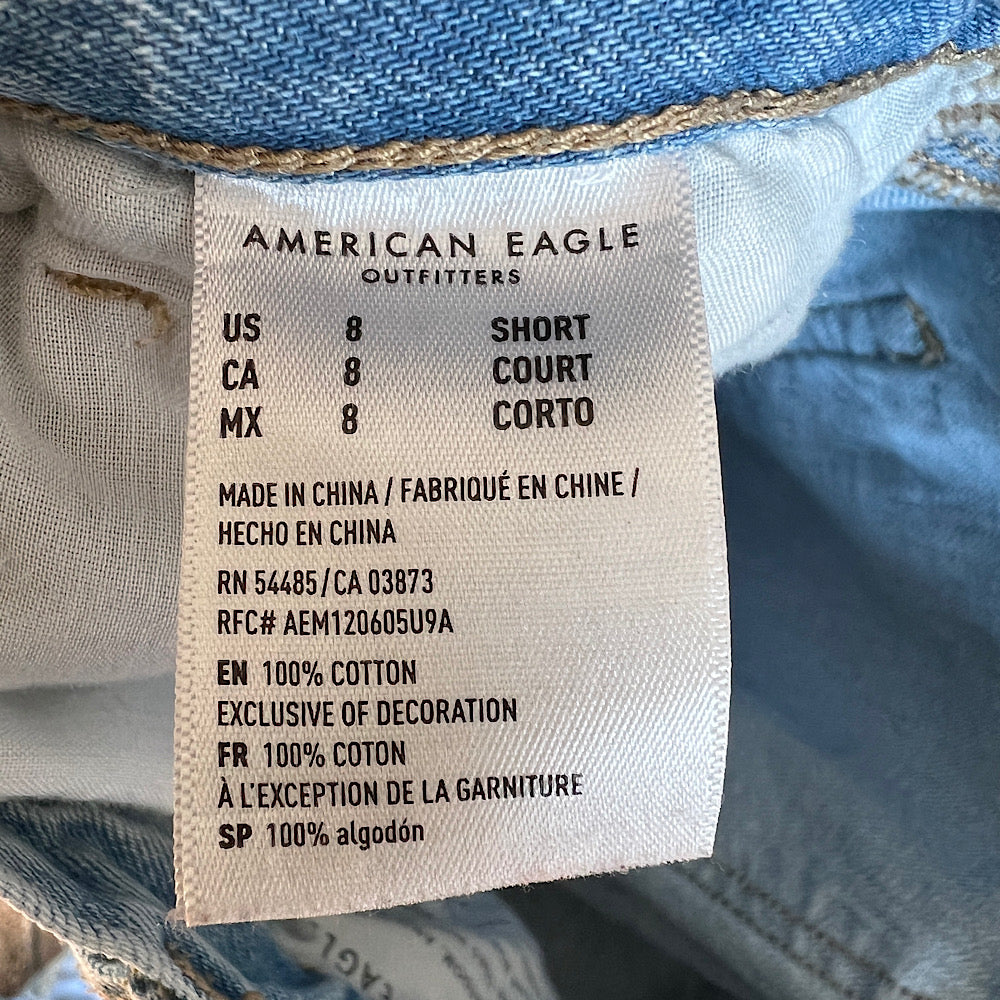 AMERICAN EAGLE
OUTFITTERS
US 8 SHORT
CA 8 COURT
MX 8 CORTO
MADE IN CHINA / FABRIQUÉ EN CHINE /
HECHO EN CHINA
RN 54485/CA 03873
RFC# AEM120605U9A
EN 100% COTTON
EXCLUSIVE OF DECORATION
FR 100% COTON
À L'EXCEPTION DE LA GARNITURE
SP 100% algodón